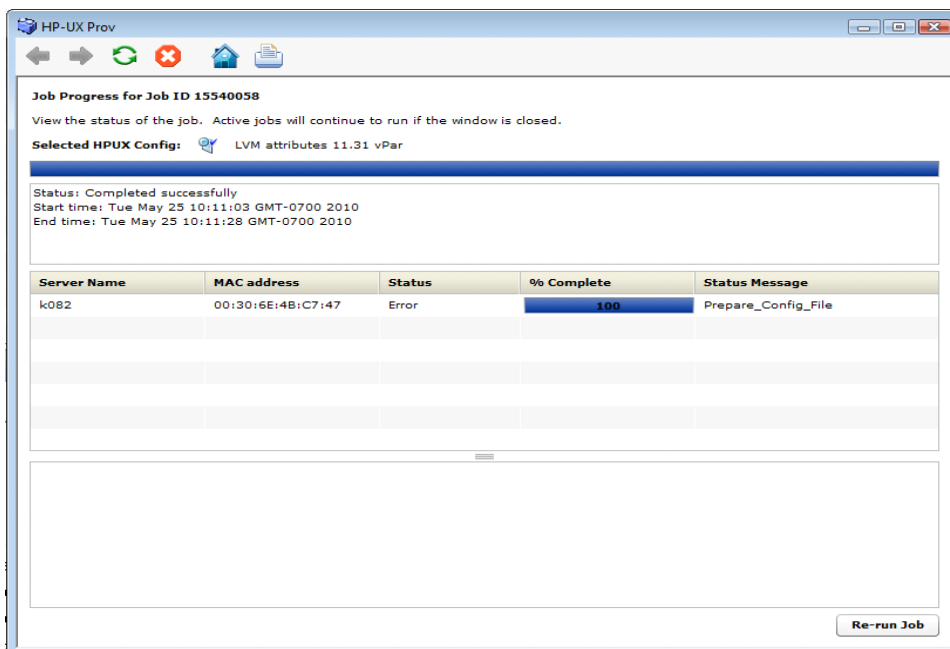 HP-UX Prov
Job Progress for Job ID 15540058
View the status of the job. Active jobs will continue to run if the window is closed.
Selected HPUX Config: LVM attributes 11.31 vPar
Status: Completed successfully
Start time: Tue May 25 10:11:03 GMT-0700 2010
End time: Tue May 25 10:11:28 GMT-0700 2010
Server Name MAC address Status % Complete Status Message
k082 00:30:6E:4B:C7:47 Error 100 Prepare_Config_File
Re-run Job